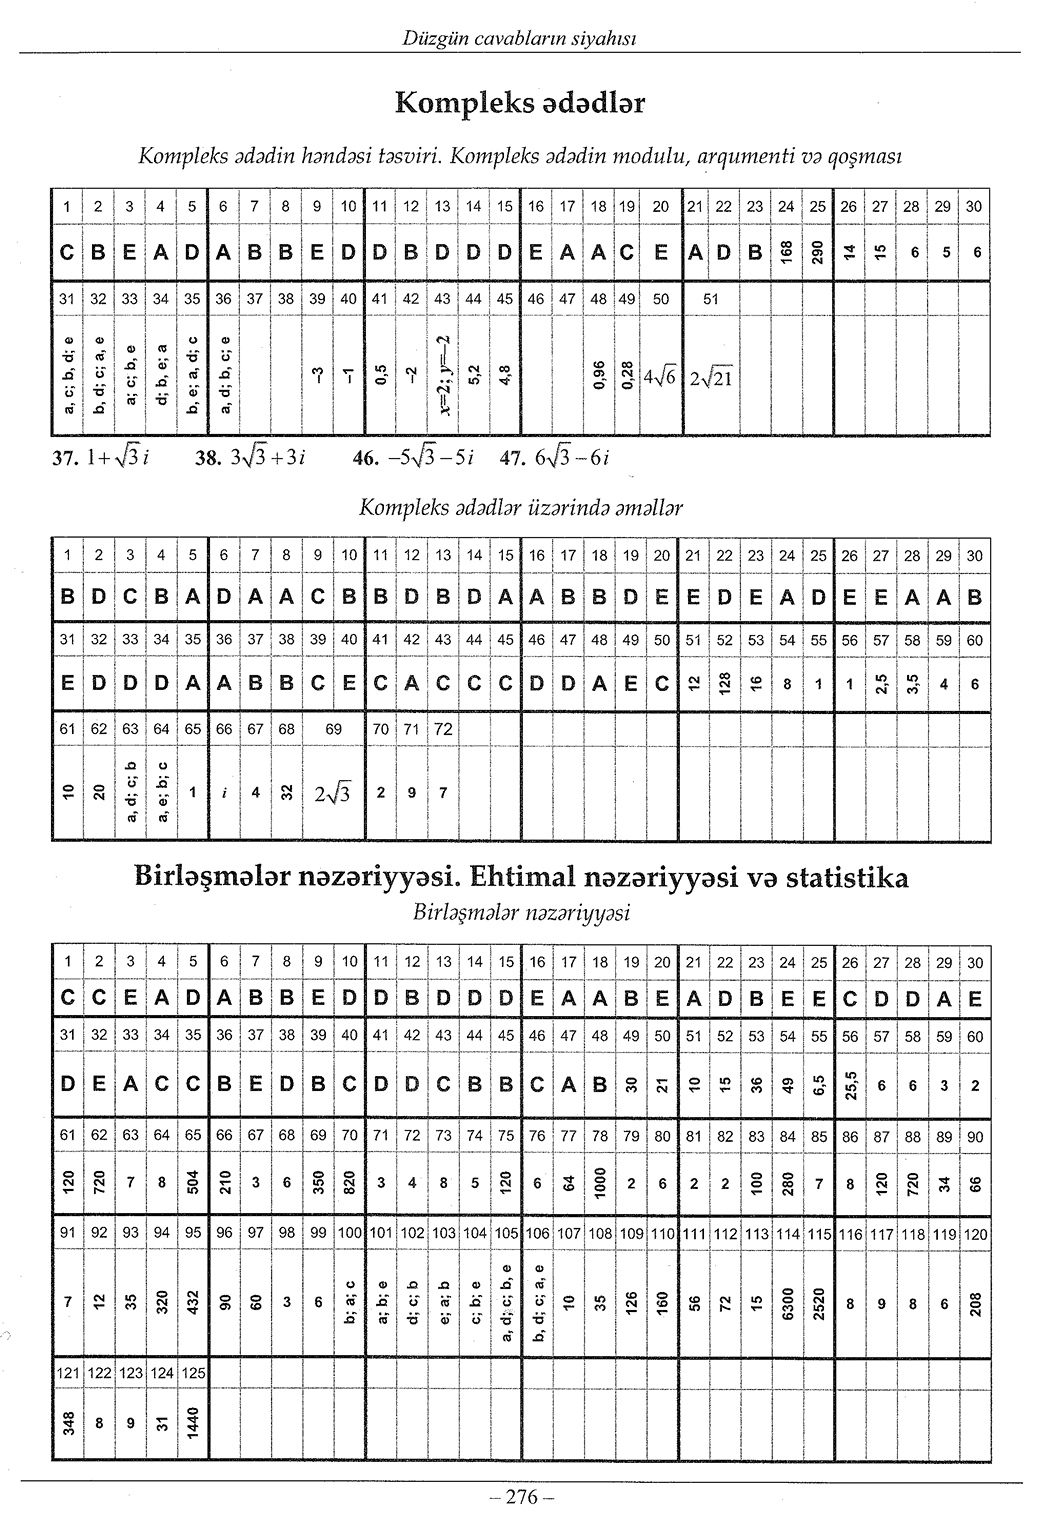 Düzgün cavabların siyahısı
Kompleks ədədlər
Kompleks ədədin həndəsi təsviri. Kompleks ədədin modulu, arqumenti və qoşması
1 2 3 4 5 6 7 8 9 10 11 12 13 14 15 16 17 18 19 20 21 22 23 24 25 26 27 28 29 30
C B E A D A B B E D D B D D D E A A C E A D B 168 290 14 15 6 5 6
31 32 33 34 35 36 37 38 39 40 41 42 43 44 45 46 47 48 49 50 51
a, c; b, d; e b, d; c; a, e a; c; b, e d; b, e; a b, e; a, d; c a, d; b, c; e –3 –1 0,5 –2 x=2; y=–2 5,2 4,8 0,96 0,28 4√6 2√21
37. 1+√3 i 38. 3√3+3i 46. –5√3–5i 47. 6√3–6i
Kompleks ədədlər üzərində əməllər
1 2 3 4 5 6 7 8 9 10 11 12 13 14 15 16 17 18 19 20 21 22 23 24 25 26 27 28 29 30
B D C B A D A A C B B D B D A A B B D E E D E A D E E A A B
31 32 33 34 35 36 37 38 39 40 41 42 43 44 45 46 47 48 49 50 51 52 53 54 55 56 57 58 59 60
E D D D A A B B C E C A C C C D D A E C 12 128 16 8 1 1 2,5 3,5 4 6
61 62 63 64 65 66 67 68 69 70 71 72
10 20 a, d; c; b a, e; b; c 1 i 4 32 2√3 2 9 7
Birləşmələr nəzəriyyəsi. Ehtimal nəzəriyyəsi və statistika
Birləşmələr nəzəriyyəsi
1 2 3 4 5 6 7 8 9 10 11 12 13 14 15 16 17 18 19 20 21 22 23 24 25 26 27 28 29 30
C C E A D A B B E D D B D D D E A A B E A D B E E C D D A E
31 32 33 34 35 36 37 38 39 40 41 42 43 44 45 46 47 48 49 50 51 52 53 54 55 56 57 58 59 60
D E A C C B E D B C D D C B B C A B 30 21 10 15 36 49 6,5 25,5 6 6 3 2
61 62 63 64 65 66 67 68 69 70 71 72 73 74 75 76 77 78 79 80 81 82 83 84 85 86 87 88 89 90
120 720 7 8 504 210 3 6 350 820 3 4 8 5 120 6 64 1000 2 6 2 2 100 280 7 8 120 720 34 66
91 92 93 94 95 96 97 98 99 100 101 102 103 104 105 106 107 108 109 110 111 112 113 114 115 116 117 118 119 120
7 12 35 320 432 90 60 3 6 b; a; c a; b; e d; c; b e; a; b c; b; e a, d; c; b, e b, d; c; a, e 10 35 126 160 56 72 15 6300 2520 8 9 8 6 208
121 122 123 124 125
348 8 9 31 1440
– 276 –